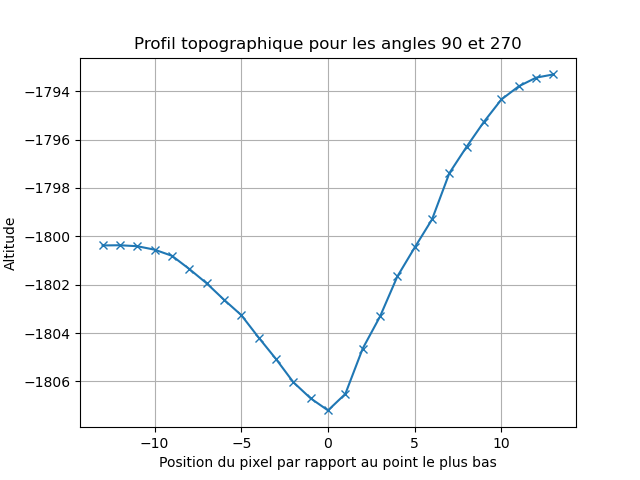 Profil topographique pour les angles 90 et 270
Altitude
−1794
−1796
−1798
−1800
−1802
−1804
−1806
−10 −5 0 5 10
Position du pixel par rapport au point le plus bas